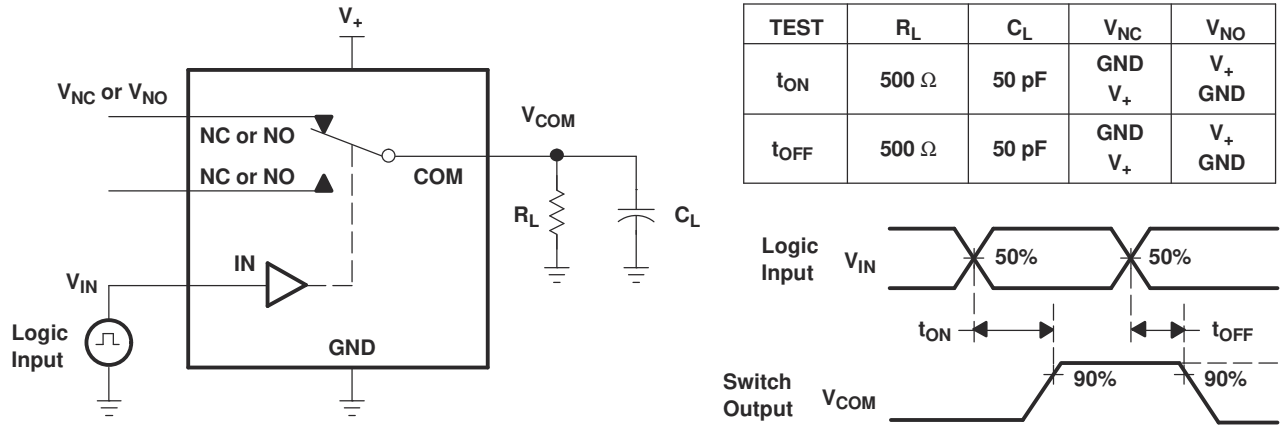 V+
VNC or VNO
NC or NO
NC or NO
COM
VCOM
RL
CL
IN
VIN
Logic
Input
GND
TEST RL CL VNC VNO
tON 500 Ω 50 pF GND V+
V+ GND
tOFF 500 Ω 50 pF GND V+
V+ GND
Logic
Input
VIN
50%
50%
tON
tOFF
Switch
Output
VCOM
90%
90%